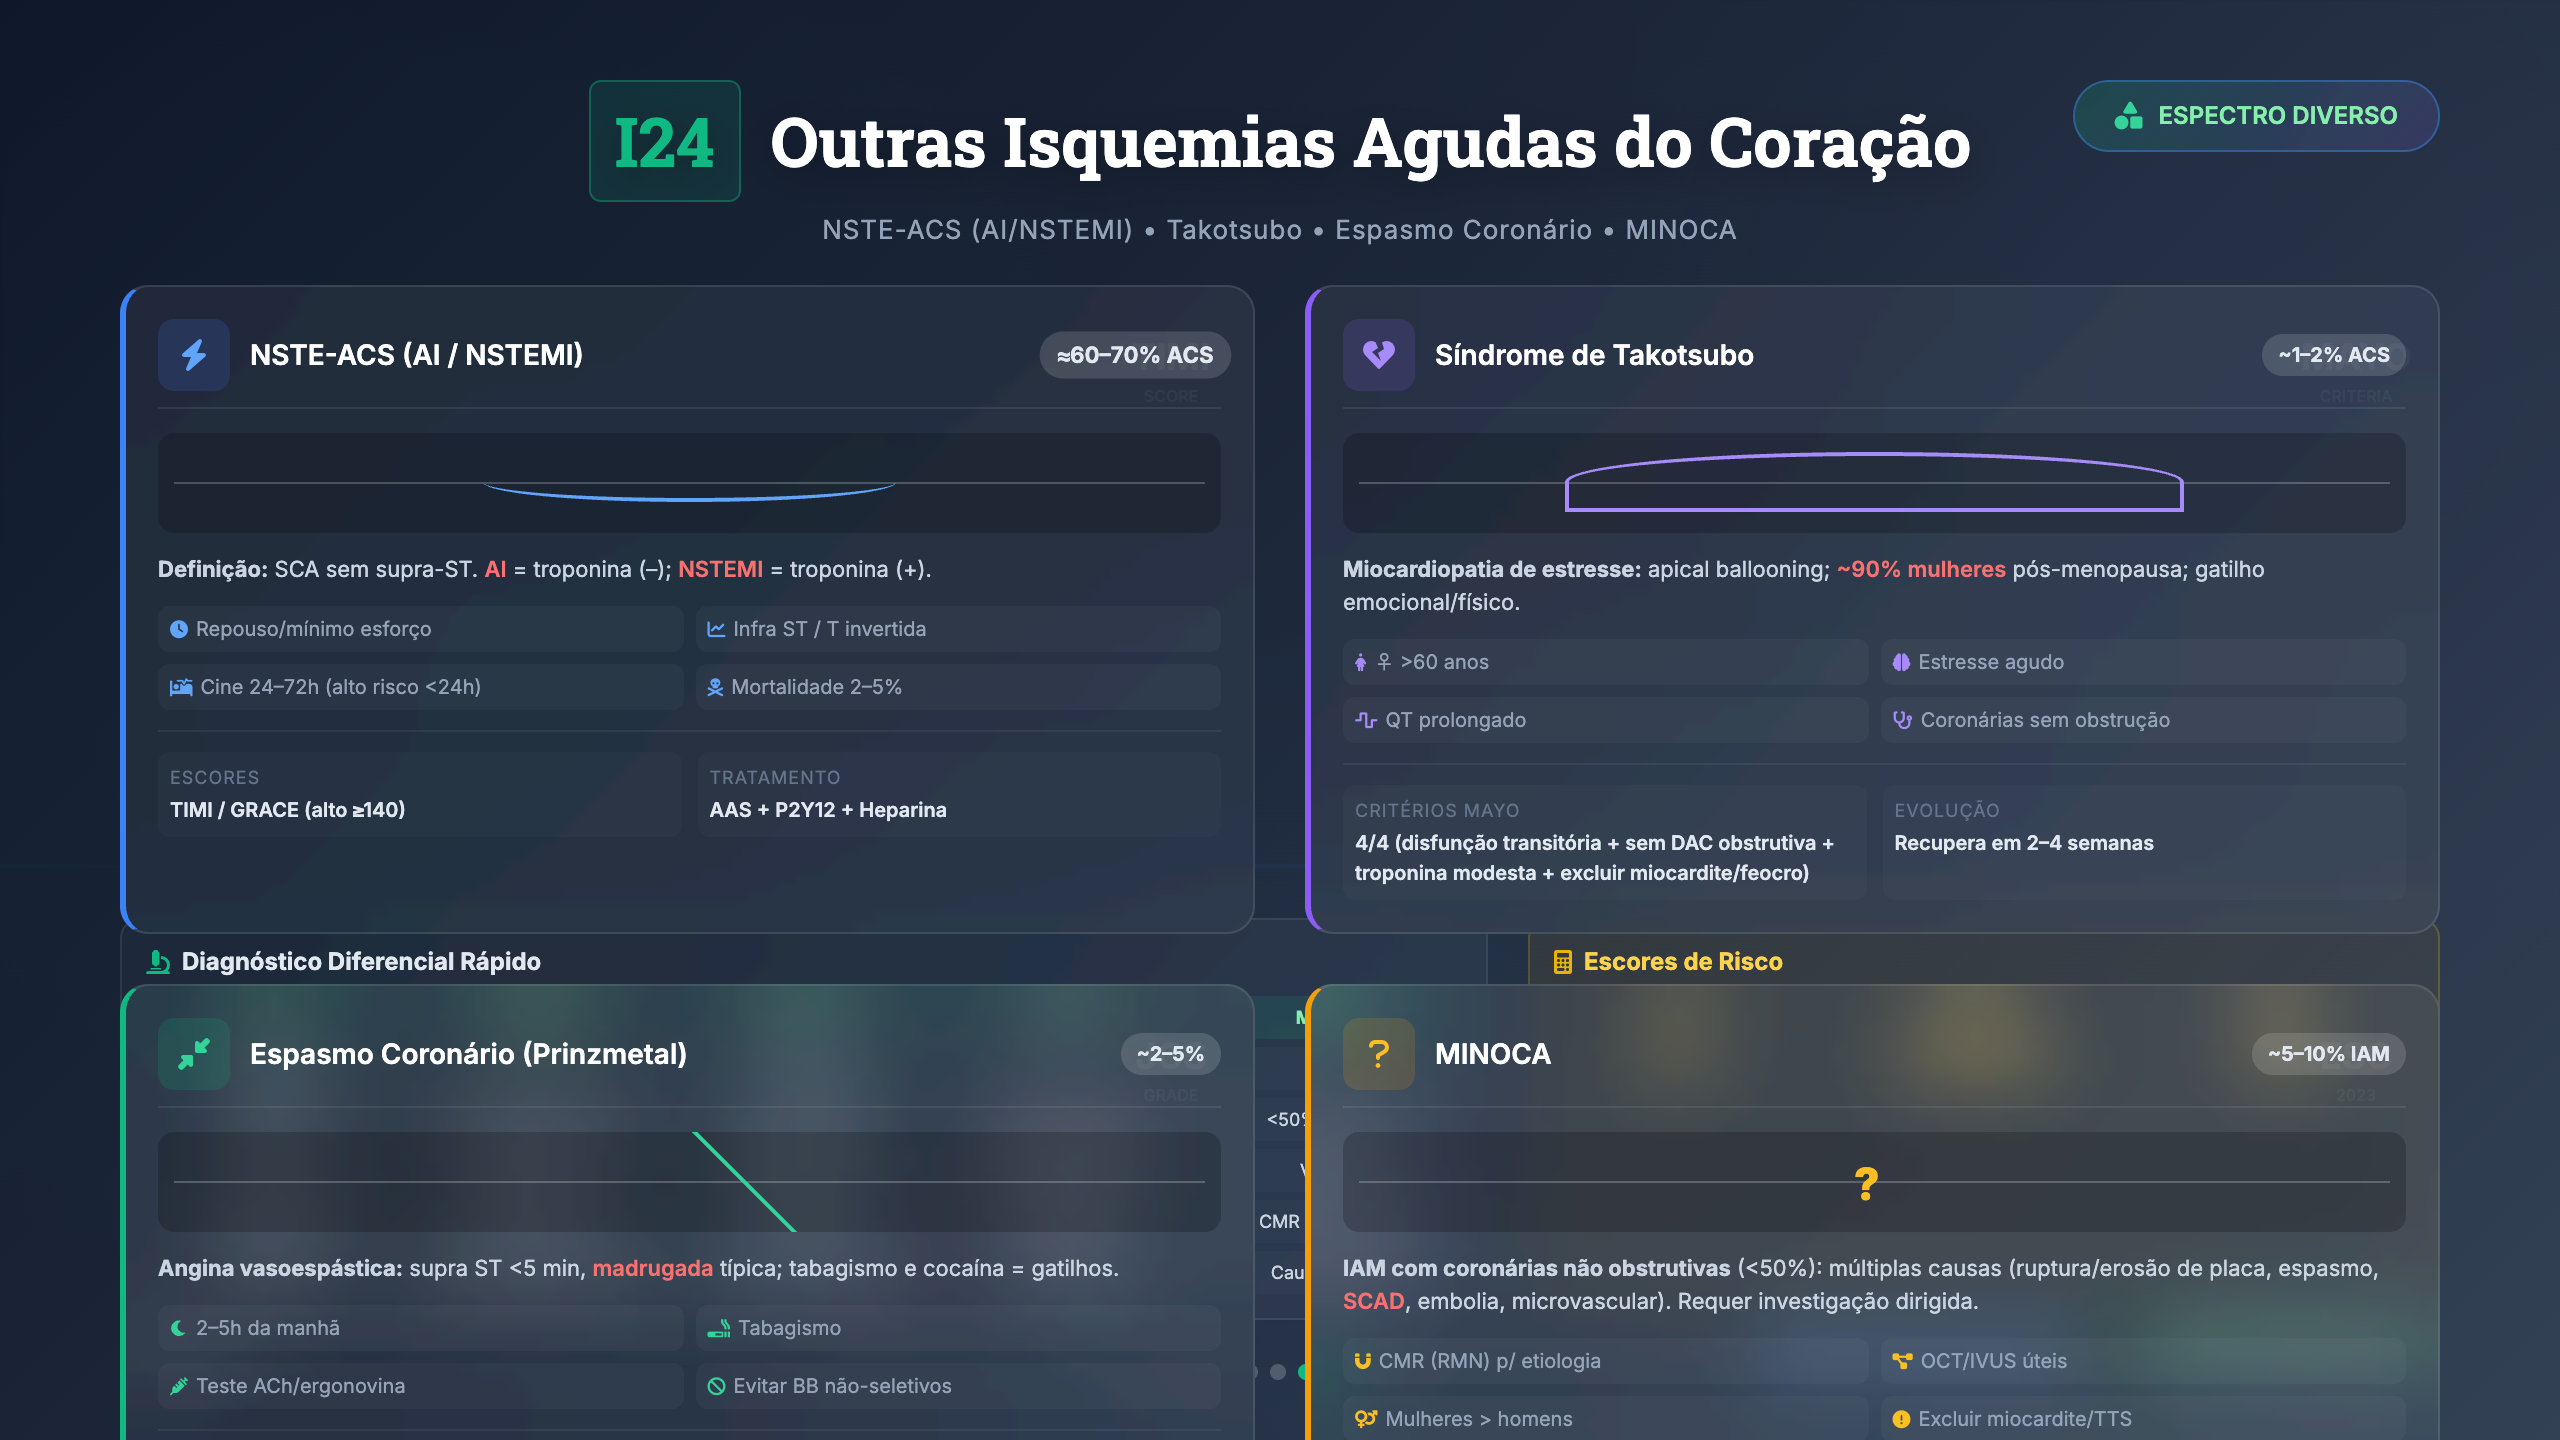 I24
Outras Isquemias Agudas do Coração
ESPECTRO DIVERSO
NSTE-ACS (AI/NSTEMI) • Takotsubo • Espasmo Coronário • MINOCA
NSTE-ACS (AI / NSTEMI)
≈60–70% ACS
SCORE
Definição: SCA sem supra-ST. AI = troponina (–); NSTEMI = troponina (+).
Repouso/mínimo esforço
Infra ST / T invertida
Cine 24–72h (alto risco <24h)
Mortalidade 2–5%
ESCORES
TIMI / GRACE (alto ≥140)
TRATAMENTO
AAS + P2Y12 + Heparina
Síndrome de Takotsubo
~1–2% ACS
CRITERIA
Miocardiopatia de estresse: apical ballooning; ~90% mulheres pós-menopausa; gatilho
emocional/físico.
♀ >60 anos
Estresse agudo
QT prolongado
Coronárias sem obstrução
CRITÉRIOS MAYO
4/4 (disfunção transitória + sem DAC obstrutiva +
troponina modesta + excluir miocardite/feocro)
EVOLUÇÃO
Recupera em 2–4 semanas
Diagnóstico Diferencial Rápido
Escores de Risco
Espasmo Coronário (Prinzmetal)
~2–5%
GRADE
Angina vasoespástica: supra ST <5 min, madrugada típica; tabagismo e cocaína = gatilhos.
2–5h da manhã
Tabagismo
Teste ACh/ergonovina
Evitar BB não-seletivos
<50%
CMR
Cau
MINOCA
~5–10% IAM
2023
?
IAM com coronárias não obstrutivas (<50%): múltiplas causas (ruptura/erosão de placa, espasmo,
SCAD, embolia, microvascular). Requer investigação dirigida.
CMR (RMN) p/ etiologia
OCT/IVUS úteis
Mulheres > homens
Excluir miocardite/TTS